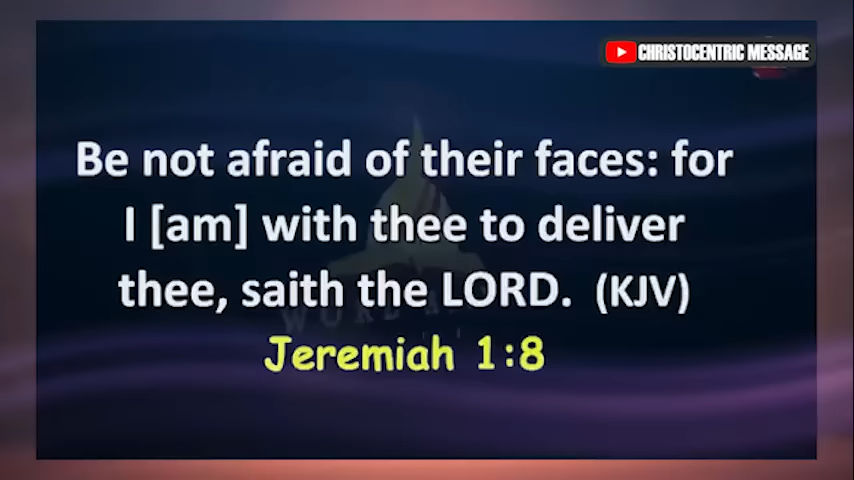 CHRISTOCENTRIC MESSAGE
Be not afraid of their faces: for
I [am] with thee to deliver
thee, saith the LORD. (KJV)
Jeremiah 1:8